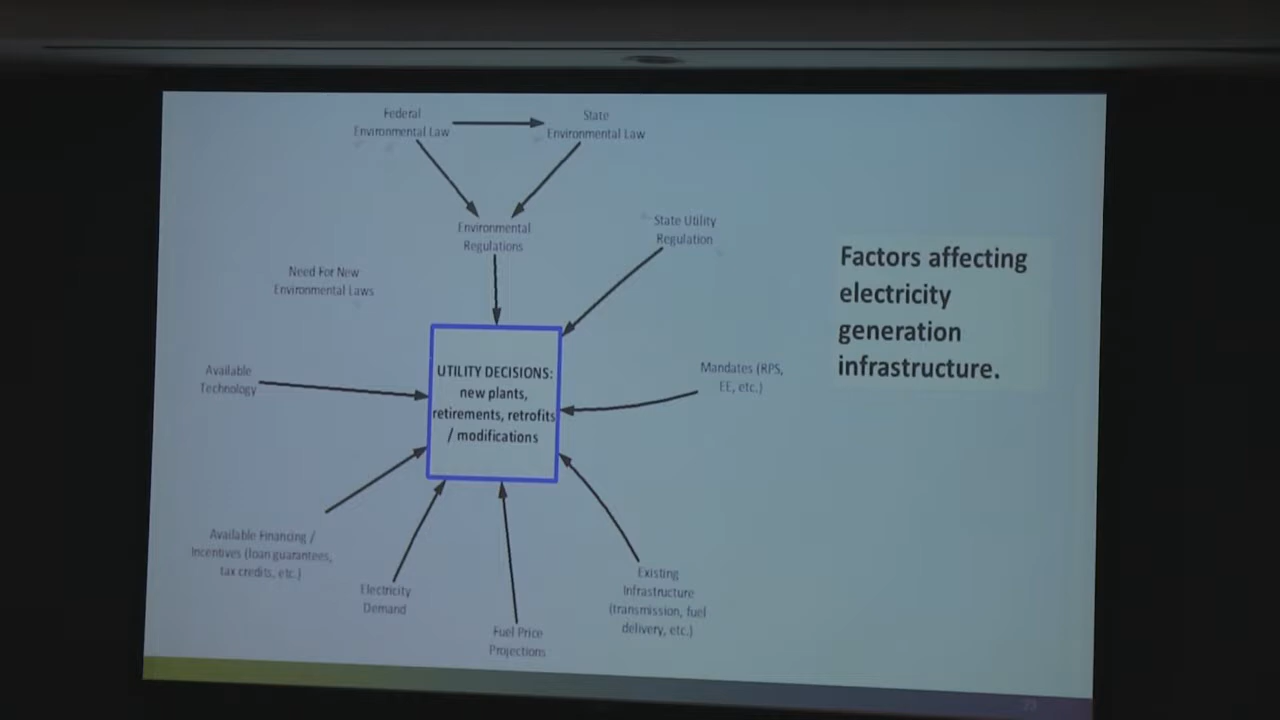 Federal
Environmental Law
State
Environmental Law
Environmental
Regulations
State Utility
Regulation
Need For New
Environmental Laws
Factors affecting
electricity
generation
infrastructure.
Available
Technology
UTILITY DECISIONS:
new plants,
retirements, retrofits
/ modifications
Mandates (RPS,
EE, etc.)
Available Financing /
Incentives (loan guarantees,
tax credits, etc.)
Electricity
Demand
Fuel Price
Projections
Existing
Infrastructure
(transmission, fuel
delivery, etc.)